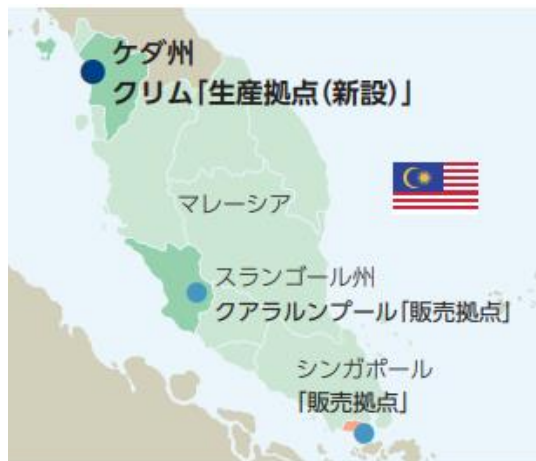 ケダ州
クリム「生産拠点(新設)」
マレーシア
スランゴール州
クアラルンプール「販売拠点」
シンガポール
「販売拠点」